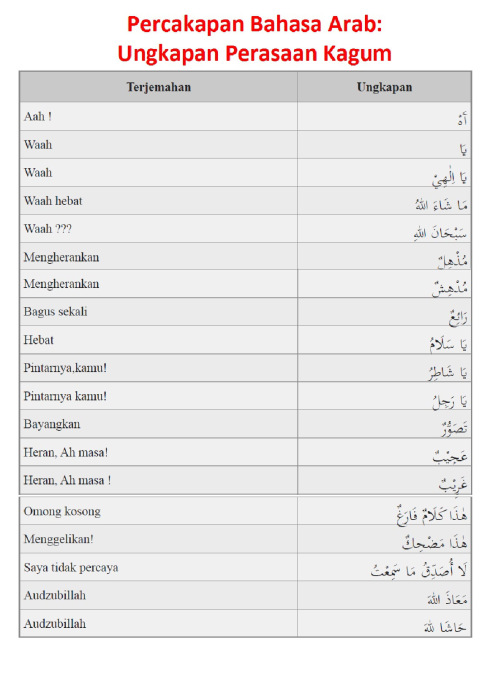 Percakapan Bahasa Arab:
Ungkapan Perasaan Kagum
Terjemahan Ungkapan
Aah ! أَهْ
Waah يَا
Waah يَا إِلٰهِيْ
Waah hebat مَا شَاءَ اللهُ
Waah ??? سَبْحَانَ اللهِ
Mengherankan مُذْهِلٌ
Mengherankan مُدْهِشٌ
Bagus sekali رَائِعٌ
Hebat يَا سَلَامُ
Pintarnya,kamu! يَا شَاطِرُ
Pintarnya kamu! يَا رَجِلُ
Bayangkan تَصَوُّرٌ
Heran, Ah masa! عَجِيْبٌ
Heran, Ah masa ! غَرِيْبٌ
Omong kosong هٰذَا كَلَامٌ فَارَغٌ
Menggelikan! هٰذَا مَضْحِكٌ
Saya tidak percaya لَا أُصَدِّقُ مَا سَمِعْتُ
Audzubillah مَعَاذَ اللهَ
Audzubillah حَاشَا للهَ